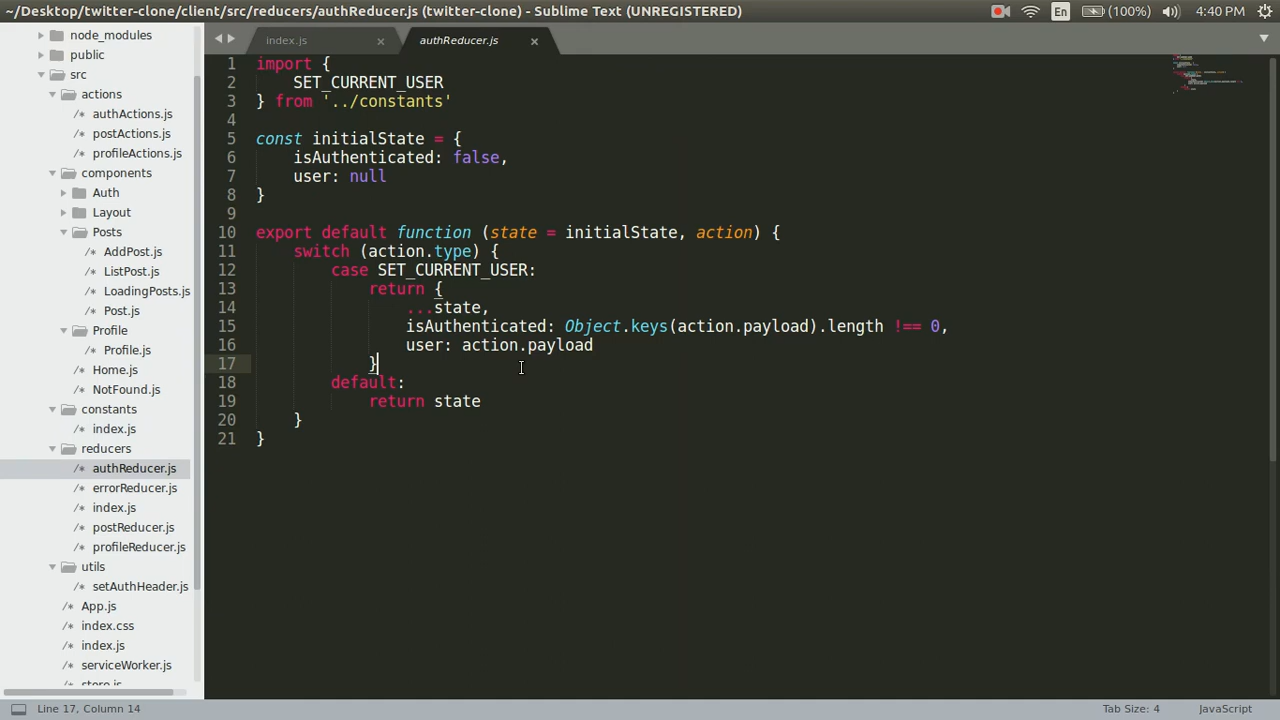 ~/Desktop/twitter-clone/client/src/reducers/authReducer.js (twitter-clone) - Sublime Text (UNREGISTERED)
En
(100%)
4:40 PM
node_modules
public
src
actions
/* authActions.js
/* postActions.js
/* profileActions.js
components
Auth
Layout
Posts
/* AddPost.js
/* ListPost.js
/* LoadingPosts.js
/* Post.js
Profile
/* Profile.js
/* Home.js
/* NotFound.js
constants
/* index.js
reducers
/* authReducer.js
/* errorReducer.js
/* index.js
/* postReducer.js
/* profileReducer.js
utils
/* setAuthHeader.js
/* App.js
/* index.css
/* index.js
/* serviceWorker.js
/* store.js
index.js
authReducer.js
1 import {
2 SET_CURRENT_USER
3 } from '../constants'
4
5 const initialState = {
6 isAuthenticated: false,
7 user: null
8 }
9
10 export default function (state = initialState, action) {
11 switch (action.type) {
12 case SET_CURRENT_USER:
13 return {
14 ...state,
15 isAuthenticated: Object.keys(action.payload).length !== 0,
16 user: action.payload
17 }
18 default:
19 return state
20 }
21 }
Line 17, Column 14
Tab Size: 4
JavaScript